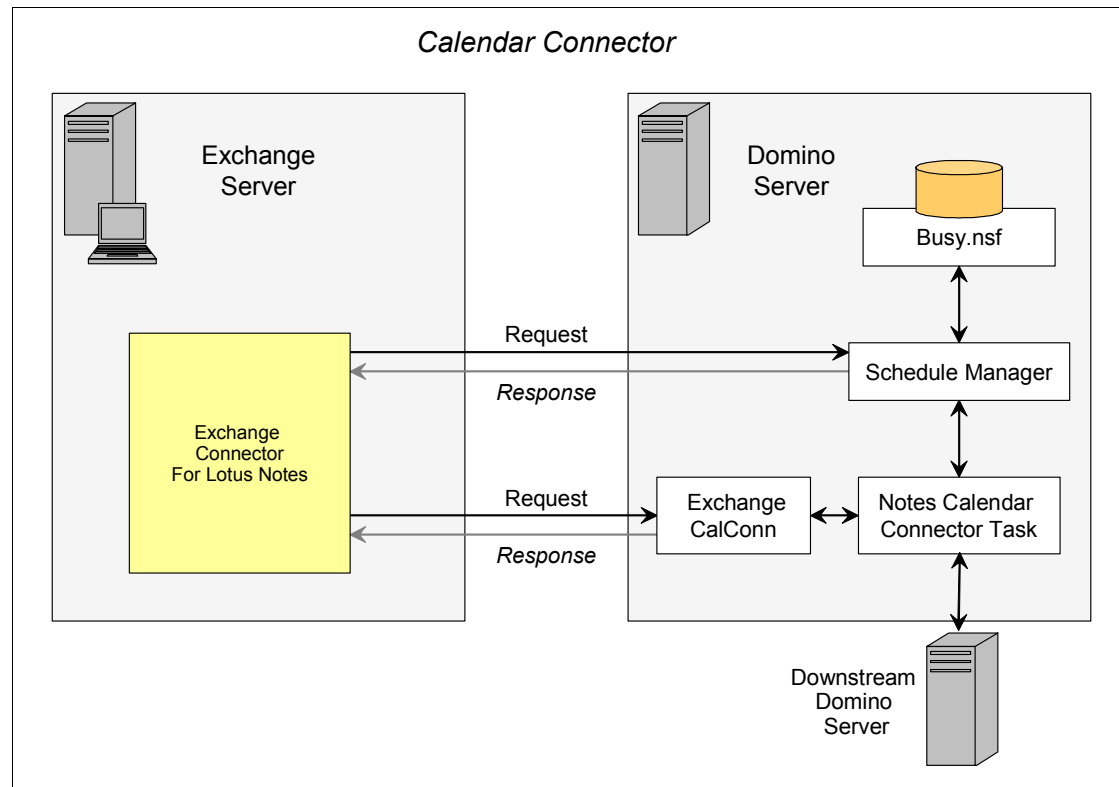 Calendar Connector
Exchange
Server
Domino
Server
Busy.nsf
Request
Schedule Manager
Response
Exchange
Connector
For Lotus Notes
Request
Exchange
CalConn
Notes Calendar
Connector Task
Response
Downstream
Domino
Server